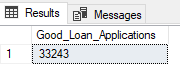 Results Messages
Good_Loan_Applications
1 33243